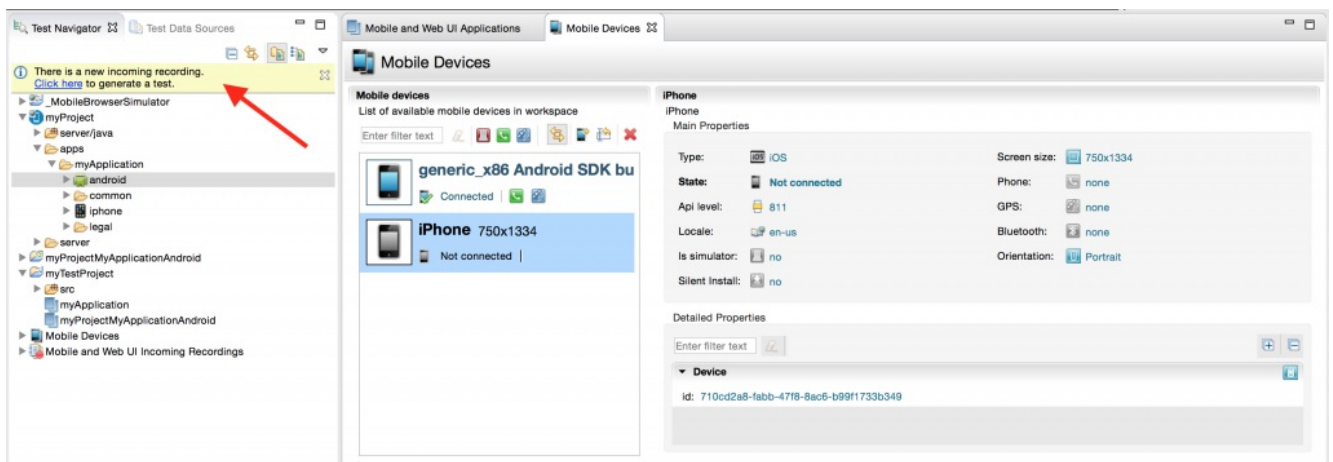 Test Navigator
Test Data Sources
There is a new incoming recording.
Click here to generate a test.
_MobileBrowserSimulator
myProject
server/java
apps
myApplication
android
common
iphone
legal
server
myProjectMyApplicationAndroid
myTestProject
src
myApplication
myProjectMyApplicationAndroid
Mobile Devices
Mobile and Web UI Incoming Recordings
Mobile and Web UI Applications
Mobile Devices
Mobile Devices
Mobile devices
List of available mobile devices in workspace
Enter filter text
generic_x86 Android SDK bu
Connected
iPhone 750x1334
Not connected
iPhone
iPhone
Main Properties
Type: iOS iOS
Screen size: 750x1334
State: Not connected
Phone: none
Api level: 811
GPS: none
Locale: en-us
Bluetooth: none
Is simulator: no
Orientation: Portrait
Silent Install: no
Detailed Properties
Enter filter text
Device
id: 710cd2a8-fabb-47f8-8ac6-b99f1733b349